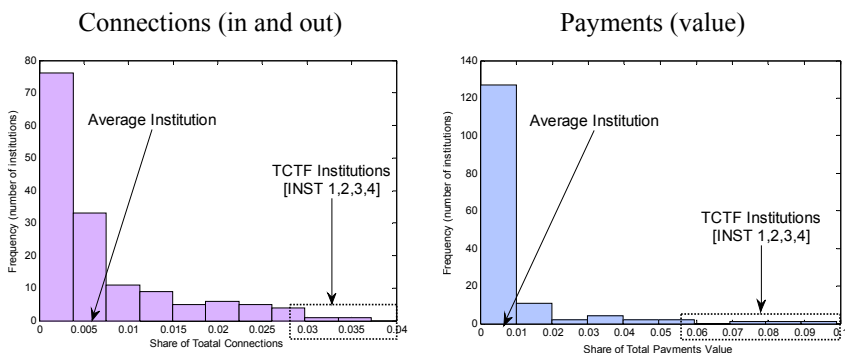 Connections (in and out)
Payments (value)
80
70
60
50
40
30
20
10
0
Frequency (number of institutions)
Average Institution
TCTF Institutions
[INST 1,2,3,4]
0 0.005 0.01 0.015 0.02 0.025 0.03 0.035 0.04
Share of Toatal Connections
140
120
100
80
60
40
20
0
Frequency (number of institutions)
Average Institution
TCTF Institutions
[INST 1,2,3,4]
0 0.01 0.02 0.03 0.04 0.05 0.06 0.07 0.08 0.09
Share of Total Payments Value